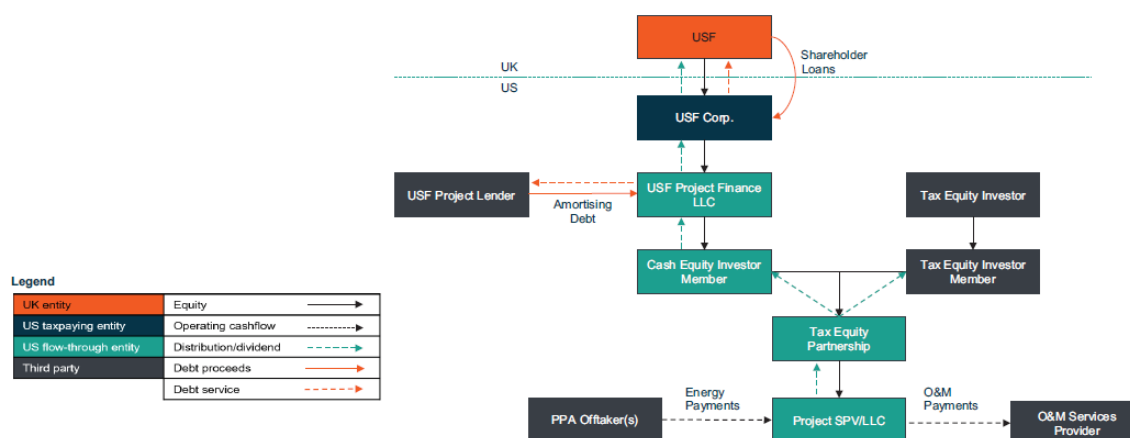 USF
Shareholder
Loans
UK
US
USF Corp.
USF Project Lender
Amortising
Debt
USF Project Finance
LLC
Tax Equity Investor
Cash Equity Investor
Member
Tax Equity Investor
Member
Legend
UK entity
Equity
US taxpaying entity
Operating cashflow
US flow-through entity
Distribution/dividend
Third party
Debt proceeds
Debt service
Tax Equity
Partnership
PPA Offtaker(s)
Energy
Payments
Project SPV/LLC
O&M
Payments
O&M Services
Provider